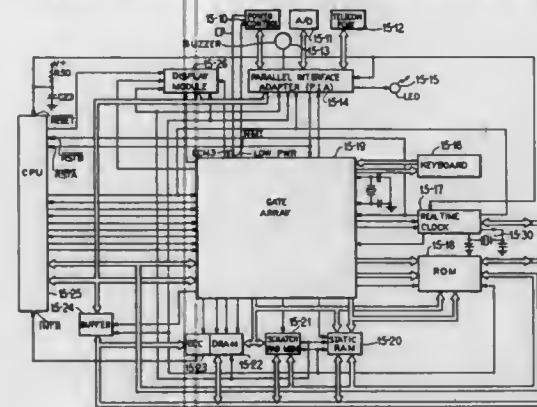 15-10
POWER
CONTROL
A/D
15-11
TELECOM
PORT
15-12
BUZZER
15-13
15-26
DISPLAY
MODULE
PARALLEL INTERFACE
ADAPTER (PIA)
15-14
15-15
LED
R30
C23
RESET
RSTB
RSTA
CPU
NMI
LOW PWR
15-19
GATE
ARRAY
15-16
KEYBOARD
15-17
REAL TIME
CLOCK
15-30
15-18
ROM
15-25
15-24
BUFFER
INTR
15-23
DRAM
15-22
15-21
SCRATCH
PAD MEM
STATIC
RAM
15-20